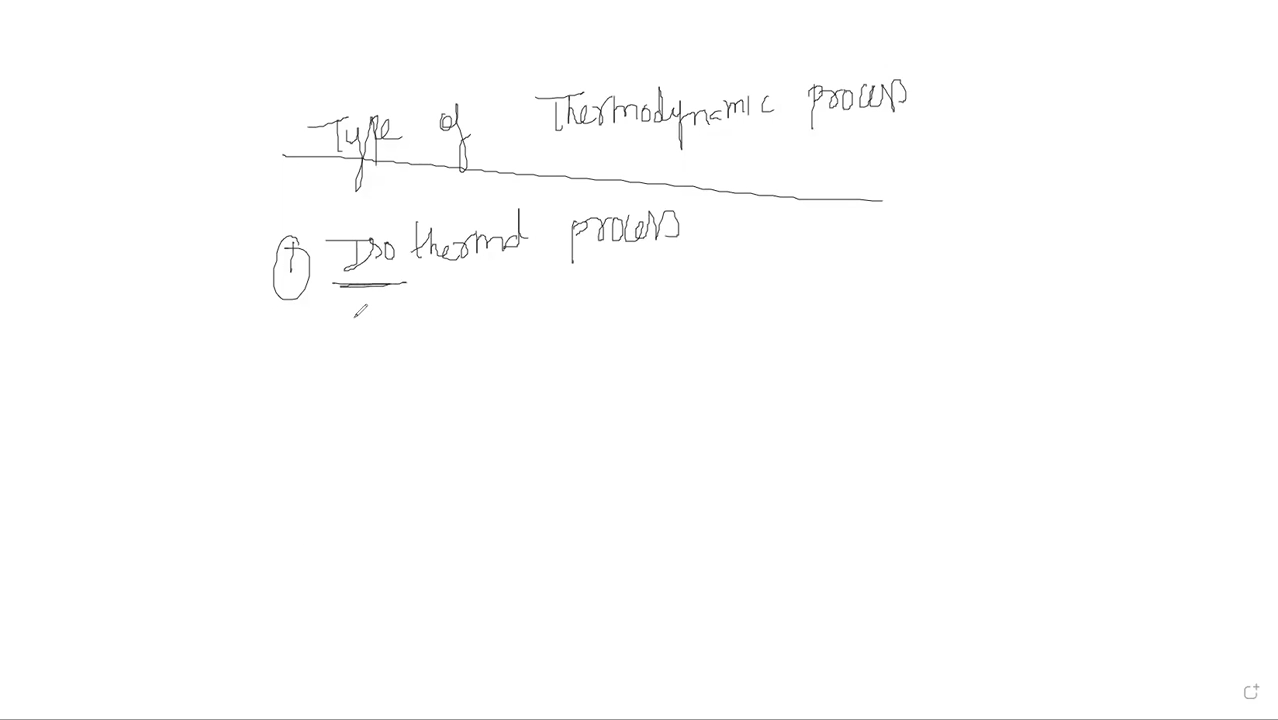 Type of Thermodynamic process
1 Isothermal process